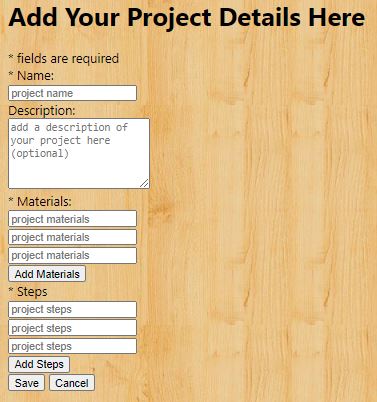 Add Your Project Details Here
* fields are required
* Name:
project name
Description:
add a description of
your project here
(optional)
* Materials:
project materials
project materials
project materials
Add Materials
* Steps
project steps
project steps
project steps
Add Steps
Save Cancel